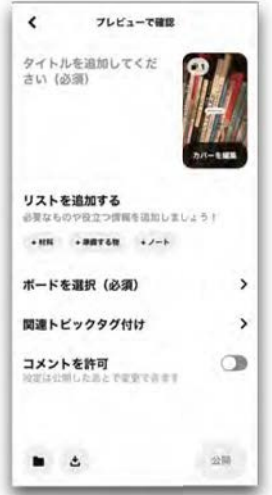 プレビューで確認
タイトルを追加してくだ
さい（必須）
1
カバーを編集
リストを追加する
必要なものや役立つ情報を追加しましょう！
+材料 +準備する物 +ノート
ボードを選択（必須）
関連トピックタグ付け
コメントを許可
設定は公開したあとで変更できます
公開